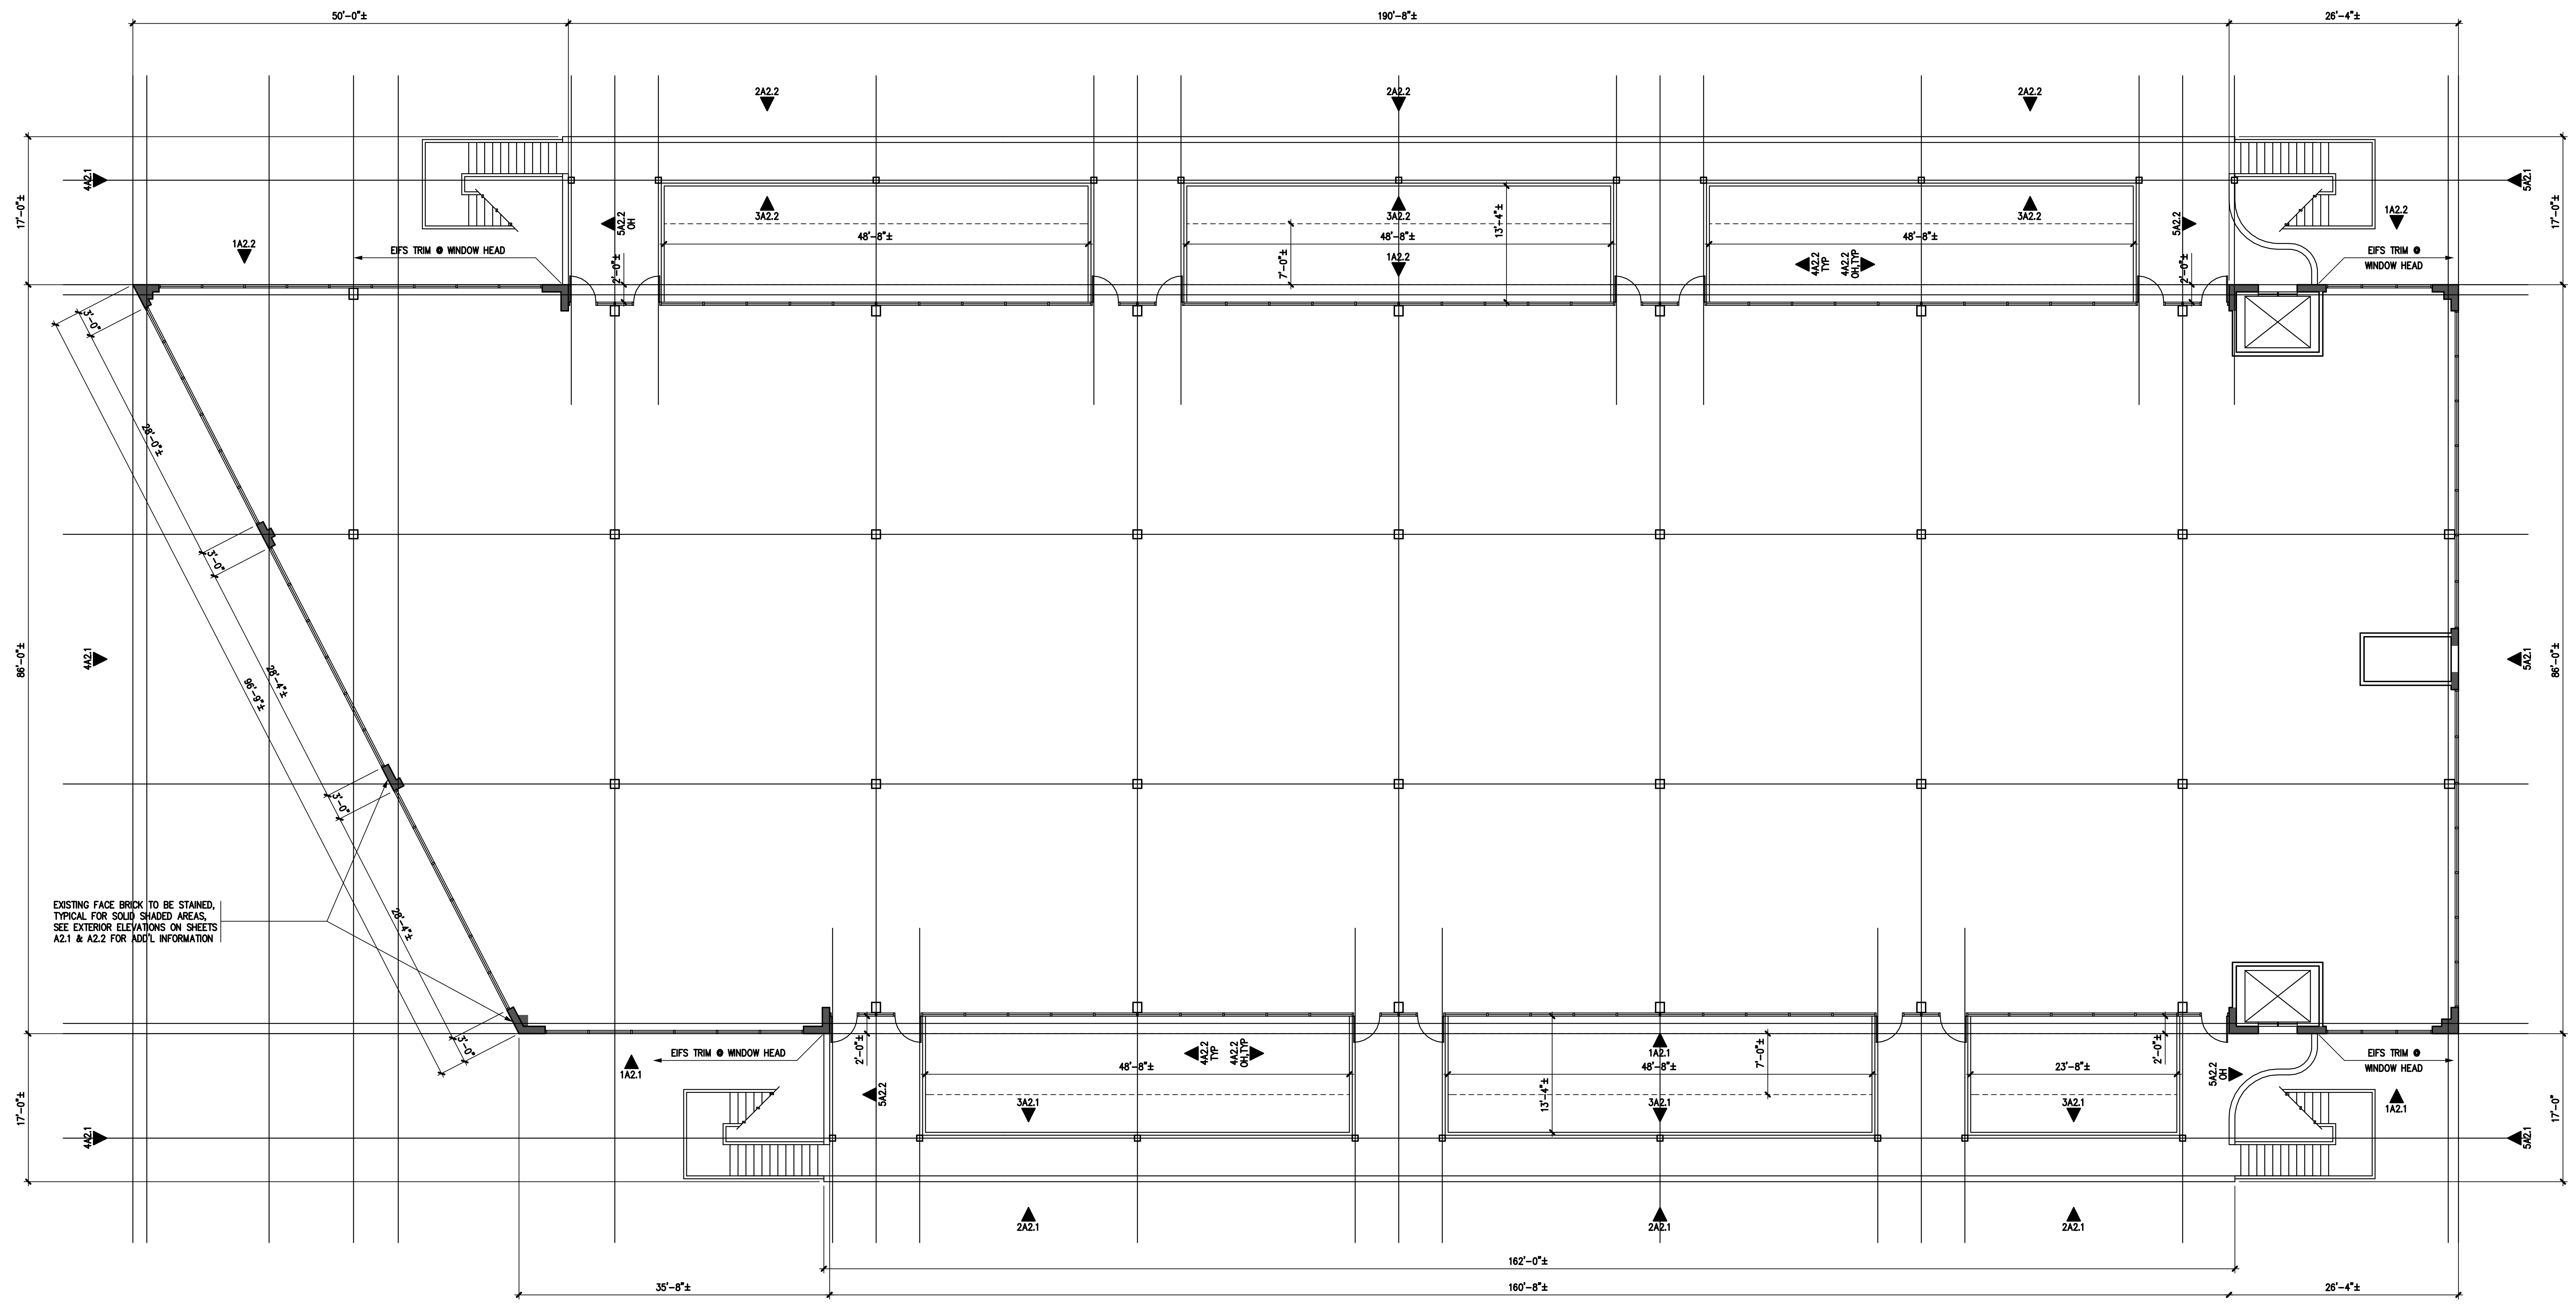 50'-0"±
190'-8"±
26'-4"±
2A2.2
2A2.2
2A2.2
17'-0"±
4A2.1
5A2.1
17'-0"±
3A2.2
3A2.2
3A2.2
5A2.2
OH
13'-4"±
5A2.2
1A2.2
1A2.2
EIFS TRIM @ WINDOW HEAD
48'-8"±
48'-8"±
48'-8"±
EIFS TRIM @
WINDOW HEAD
2'-0"±
7'-0"±
1A2.2
4A2.2
TYP
4A2.2
OH,TYP
2'-0"±
3'-0"
28'-0"±
3'-0"
86'-0"±
4A2.1
28'-4"±
96'-9"±
5A2.1
86'-0"±
3'-0"
EXISTING FACE BRICK TO BE STAINED,
TYPICAL FOR SOLID SHADED AREAS,
SEE EXTERIOR ELEVATIONS ON SHEETS
A2.1 & A2.2 FOR ADD'L INFORMATION
28'-4"±
3'-0"
EIFS TRIM @ WINDOW HEAD
1A2.1
2'-0"±
4A2.2
TYP
4A2.2
OH,TYP
1A2.1
7'-0"±
2'-0"±
EIFS TRIM @
WINDOW HEAD
48'-8"±
48'-8"±
23'-8"±
5A2.2
OH
5A2.2
13'-4"±
17'-0"±
3A2.1
3A2.1
3A2.1
1A2.1
17'-0"
4A2.1
5A2.1
2A2.1
2A2.1
2A2.1
162'-0"±
35'-8"±
160'-8"±
26'-4"±